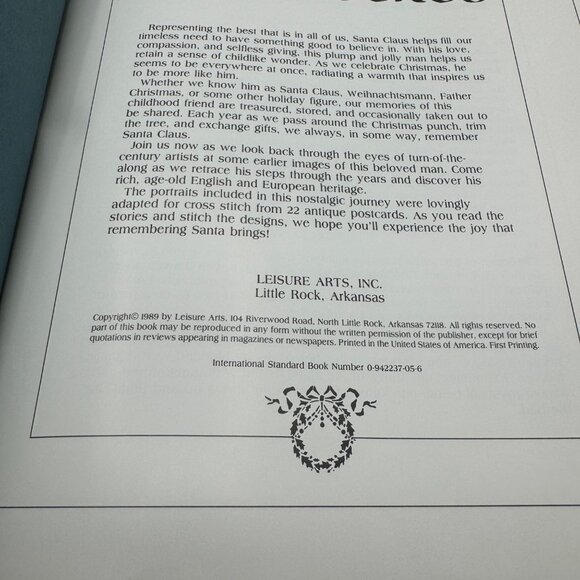 Representing the best that is in all of us, Santa Claus helps fill our
timeless need to have something good to believe in. With his love,
compassion, and selfless giving, this plump and jolly man helps us
retain a sense of childlike wonder. As we celebrate Christmas, he
seems to be everywhere at once, radiating a warmth that inspires us
to be more like him.
Whether we know him as Santa Claus, Weihnachtsmann, Father
Christmas, or some other holiday figure, our memories of this
childhood friend are treasured, stored, and occasionally taken out to
be shared. Each year as we pass around the Christmas punch, trim
the tree, and exchange gifts, we always, in some way, remember
Santa Claus.
Join us now as we look back through the eyes of turn-of-the-
century artists at some earlier images of this beloved man. Come
along as we retrace his steps through the years and discover his
rich, age-old English and European heritage.
The portraits included in this nostalgic journey were lovingly
adapted for cross stitch from 22 antique postcards. As you read the
stories and stitch the designs, we hope you'll experience the joy that
remembering Santa brings!
LEISURE ARTS, INC.
Little Rock, Arkansas
Copyright© 1989 by Leisure Arts, 104 Riverwood Road, North Little Rock, Arkansas 72118. All rights reserved. No
part of this book may be reproduced in any form without the written permission of the publisher, except for brief
quotations in reviews appearing in magazines or newspapers. Printed in the United States of America. First Printing.
International Standard Book Number 0-942237-05-6